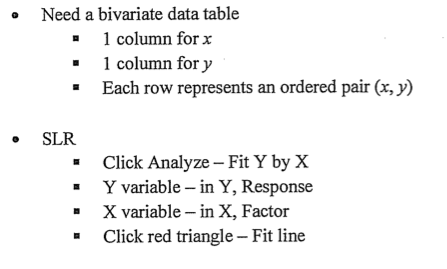 • Need a bivariate data table
▪ 1 column for x
▪ 1 column for y
▪ Each row represents an ordered pair (x, y)
• SLR
▪ Click Analyze – Fit Y by X
▪ Y variable – in Y, Response
▪ X variable – in X, Factor
▪ Click red triangle – Fit line